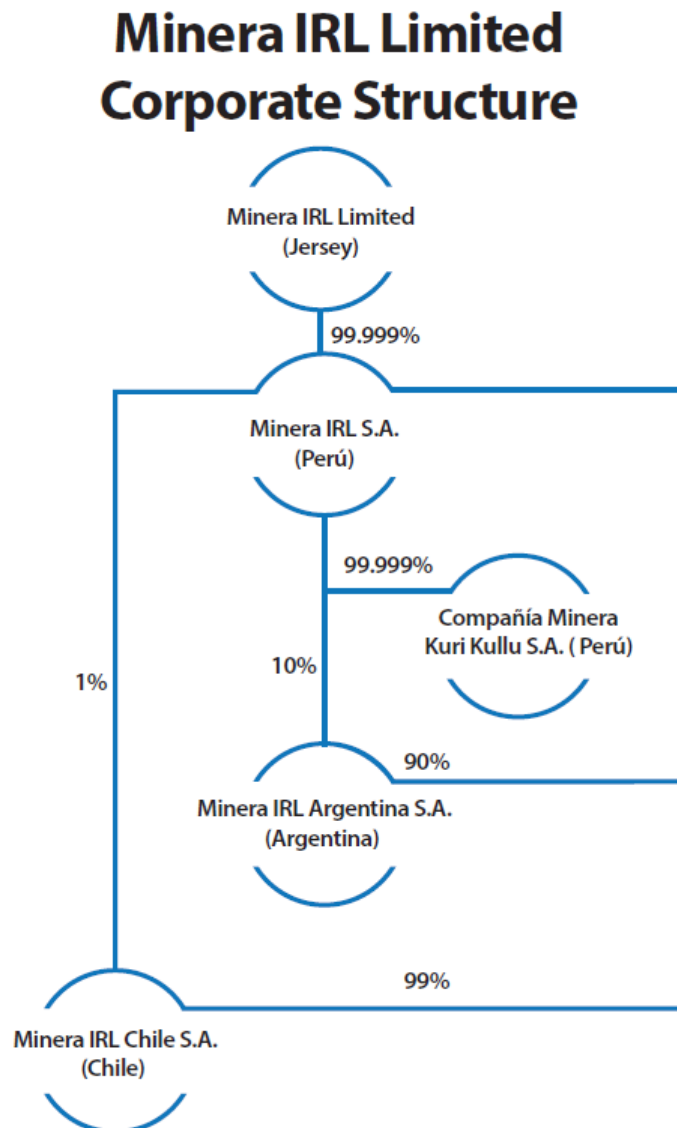 Minera IRL Limited
Corporate Structure
Minera IRL Limited
(Jersey)
99.999%
Minera IRL S.A.
(Perú)
99.999%
Compañía Minera
Kuri Kullu S.A. ( Perú)
1%
10%
90%
Minera IRL Argentina S.A.
(Argentina)
99%
Minera IRL Chile S.A.
(Chile)